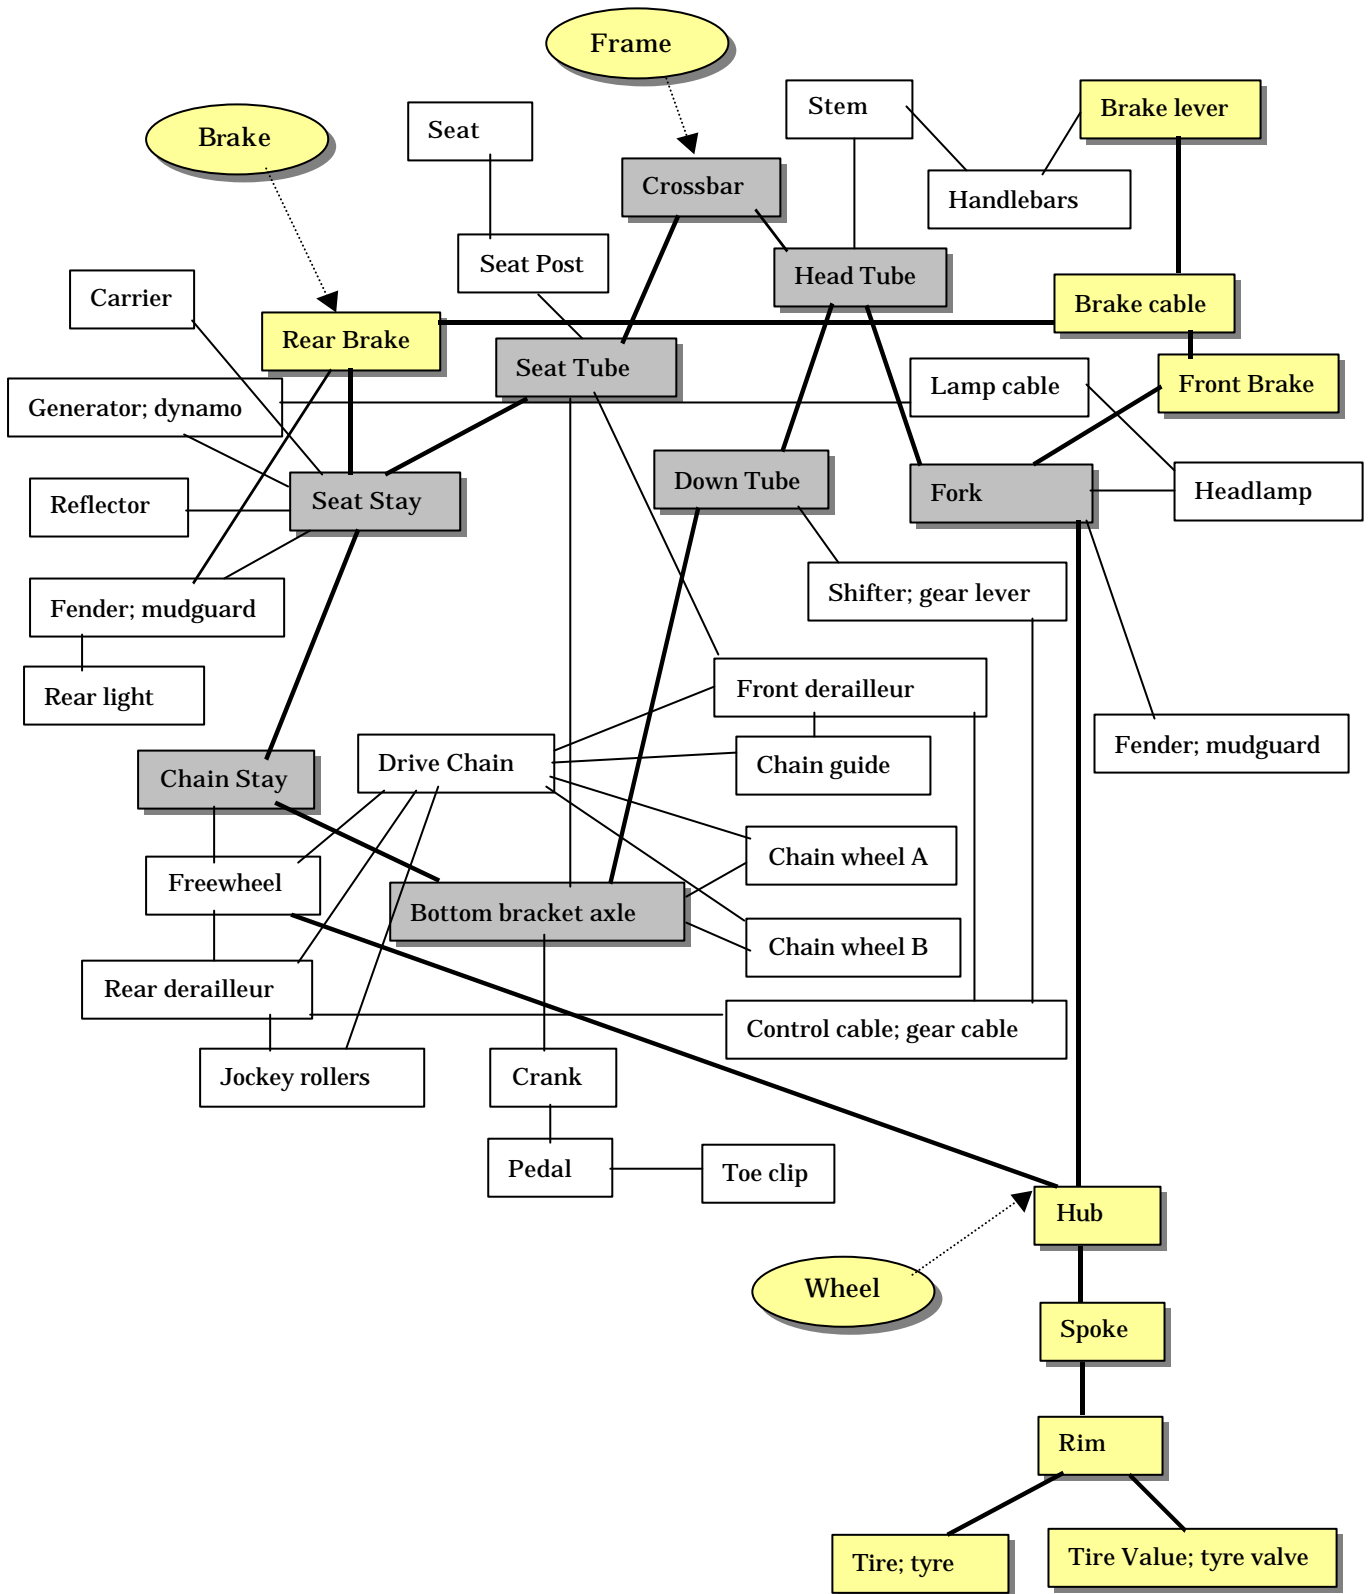 Frame
Stem
Brake lever
Seat
Brake
Crossbar
Handlebars
Seat Post
Head Tube
Carrier
Brake cable
Rear Brake
Seat Tube
Lamp cable
Front Brake
Generator; dynamo
Down Tube
Fork
Headlamp
Reflector
Seat Stay
Shifter; gear lever
Fender; mudguard
Front derailleur
Rear light
Fender; mudguard
Drive Chain
Chain guide
Chain Stay
Chain wheel A
Freewheel
Bottom bracket axle
Chain wheel B
Rear derailleur
Control cable; gear cable
Jockey rollers
Crank
Pedal
Toe clip
Hub
Wheel
Spoke
Rim
Tire; tyre
Tire Value; tyre valve